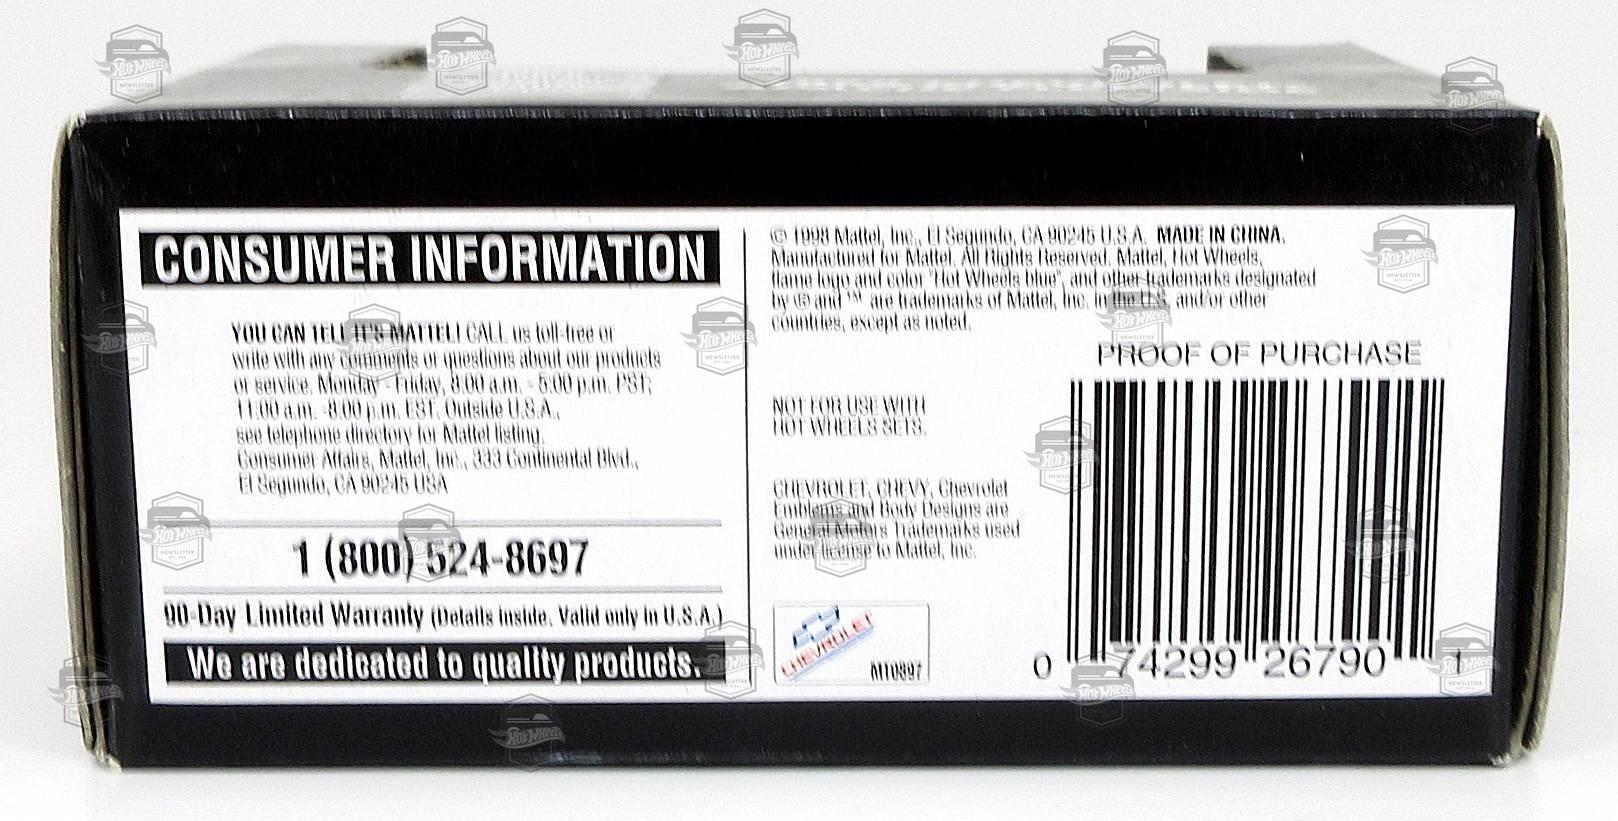 CONSUMER INFORMATION
YOU CAN TELL IT'S MATTEL! CALL us toll-free or
write with any comments or questions about our products
or service, Monday - Friday, 8:00 a.m. - 5:00 p.m. PST;
11:00 a.m. -8:00 p.m. EST. Outside U.S.A.,
see telephone directory for Mattel listing.
Consumer Affairs, Mattel, Inc., 333 Continental Blvd.,
El Segundo, CA 90245 USA
1 (800) 524-8697
90-Day Limited Warranty (Details inside. Valid only in U.S.A.)
We are dedicated to quality products.
© 1998 Mattel, Inc., El Segundo, CA 90245 U.S.A. MADE IN CHINA.
Manufactured for Mattel. All Rights Reserved. Mattel, Hot Wheels,
flame logo and color "Hot Wheels blue", and other trademarks designated
by ® and ™ are trademarks of Mattel, Inc. in the U.S. and/or other
countries, except as noted.
NOT FOR USE WITH
HOT WHEELS SETS.
CHEVROLET, CHEVY, Chevrolet
Emblems and Body Designs are
General Motors Trademarks used
under license to Mattel, Inc.
CHEVROLET
MT0897
PROOF OF PURCHASE
0 74299 26790 1
Hot Wheels
NEWSLETTER